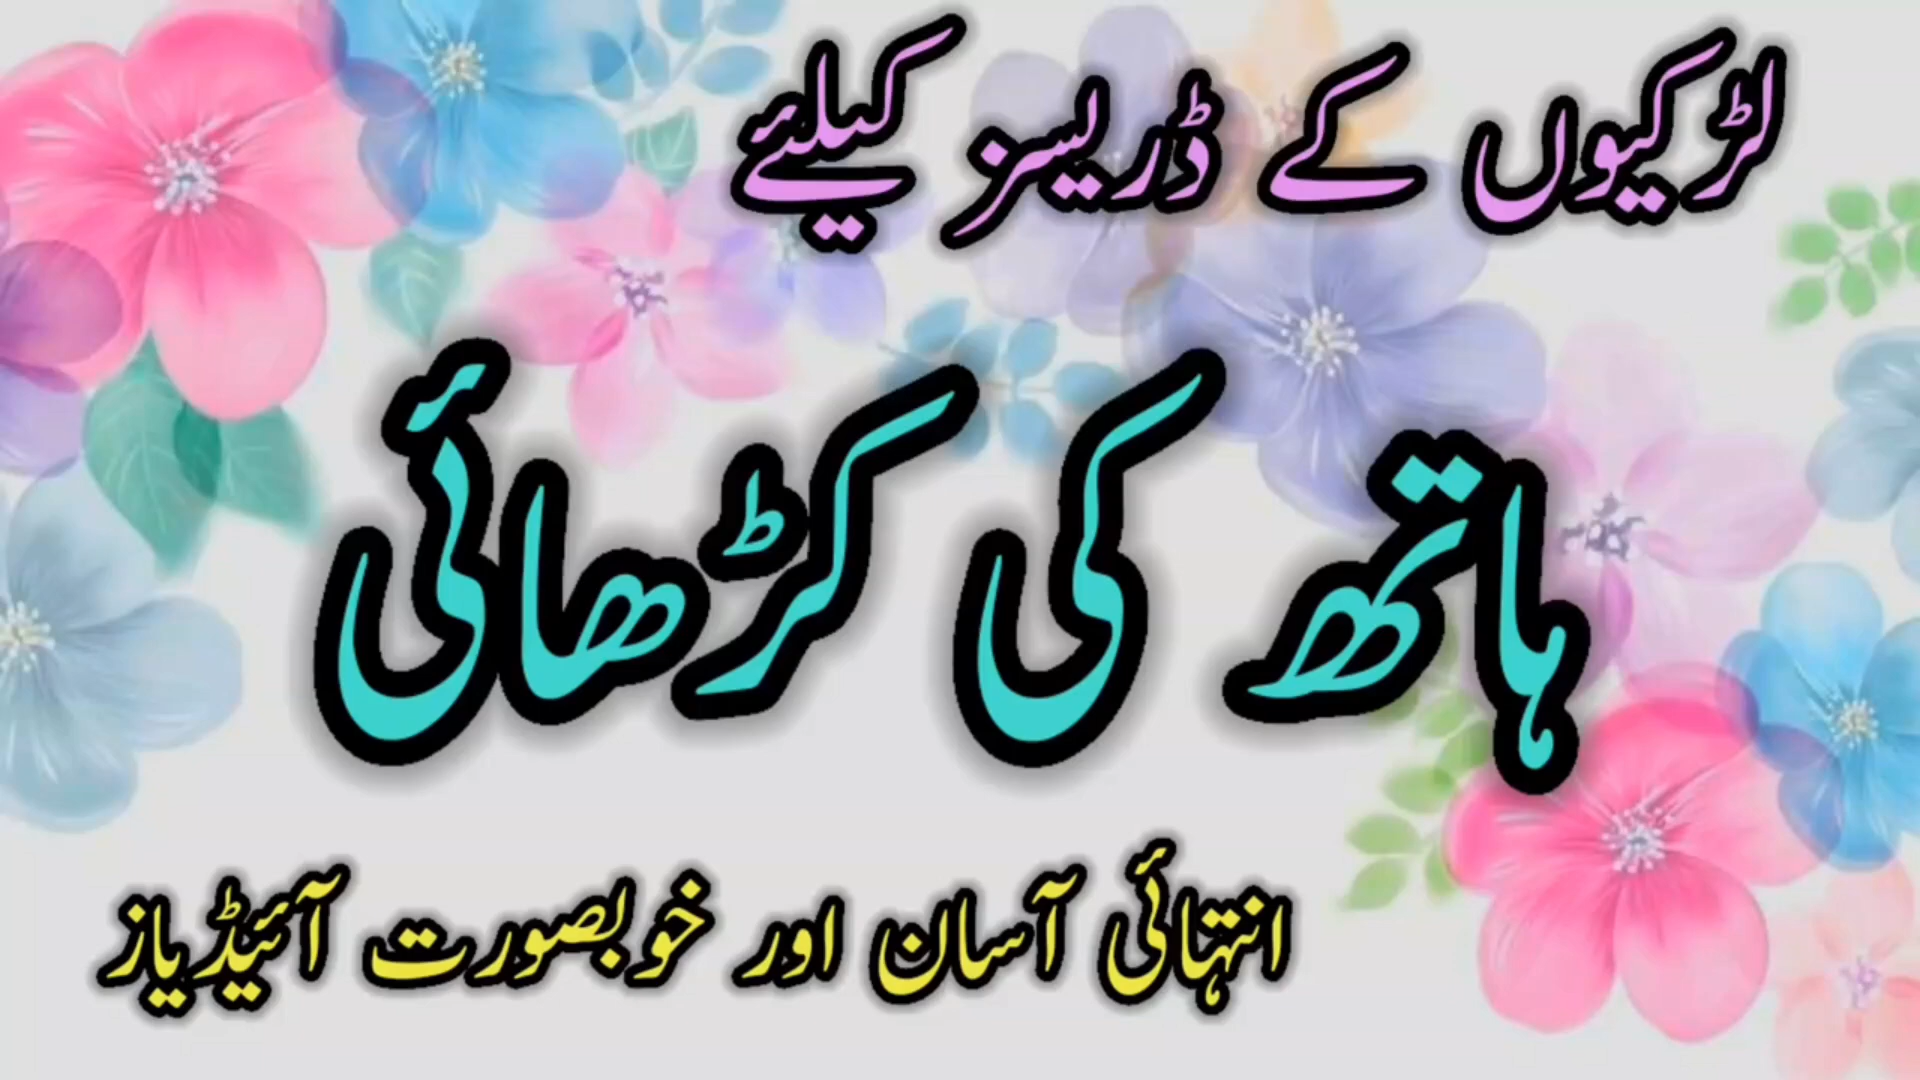 لڑکیوں کے ڈریسز کیلئے
ہاتھ کی کڑھائی
انتہائی آسان اور خوبصورت آئیڈیاز